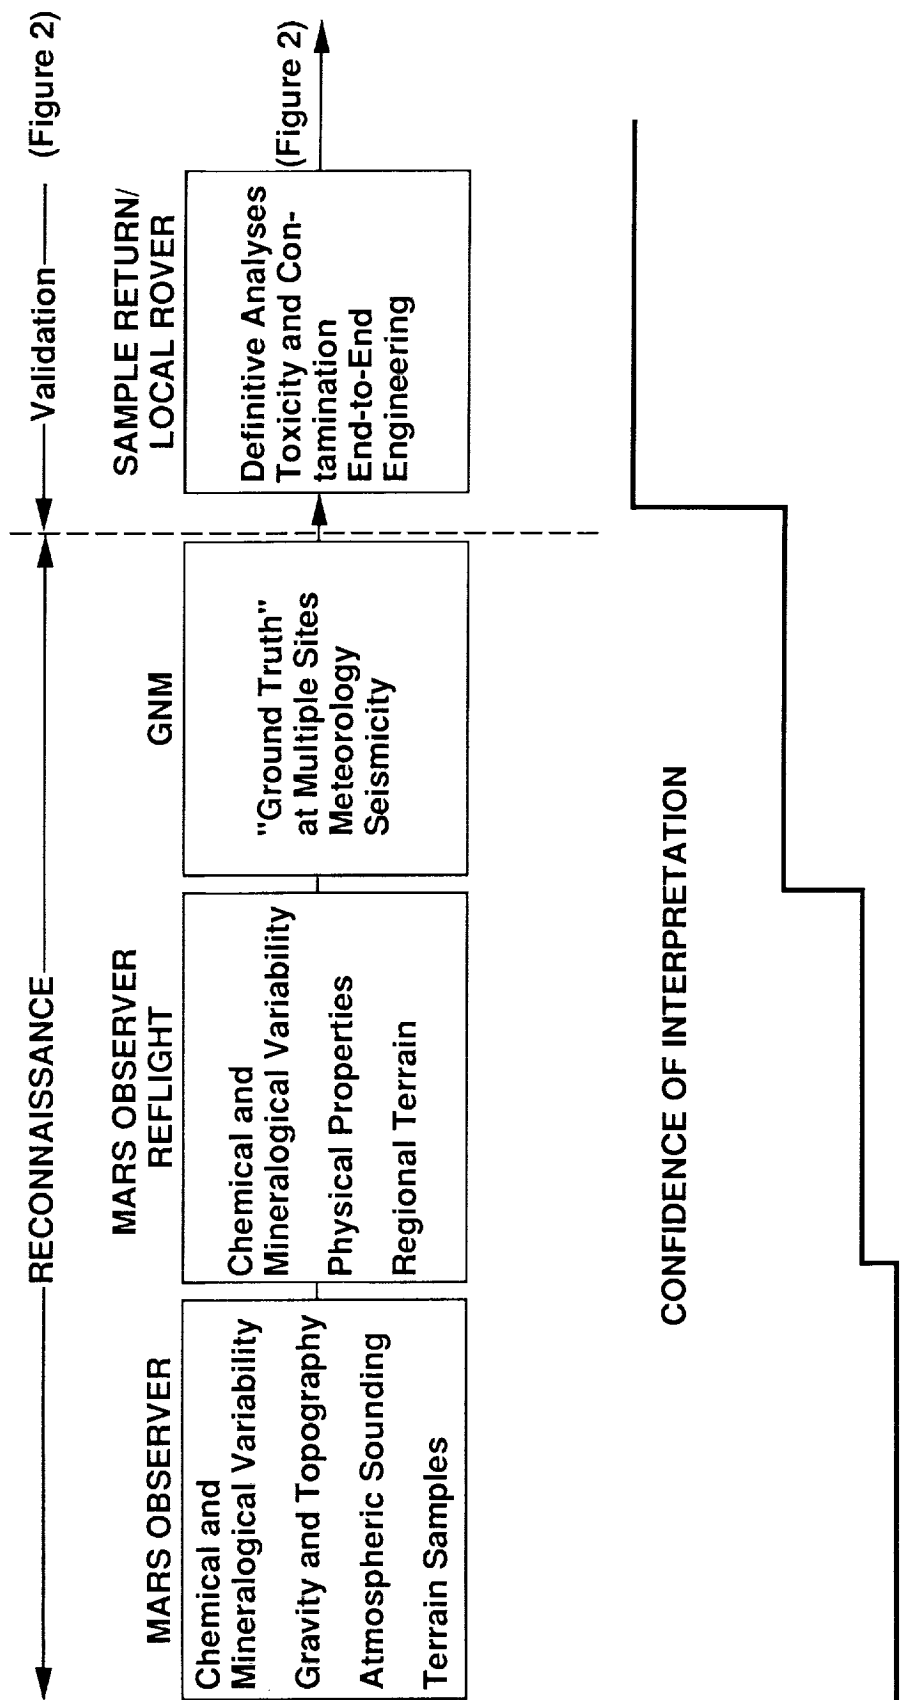 RECONNAISSANCE
Validation
(Figure 2)
MARS OBSERVER
Chemical and
Mineralogical Variability
Gravity and Topography
Atmospheric Sounding
Terrain Samples
MARS OBSERVER
REFLIGHT
Chemical and
Mineralogical Variability
Physical Properties
Regional Terrain
GNM
"Ground Truth"
at Multiple Sites
Meteorology
Seismicity
SAMPLE RETURN/
LOCAL ROVER
Definitive Analyses
Toxicity and Con-
tamination
End-to-End
Engineering
(Figure 2)
CONFIDENCE OF INTERPRETATION